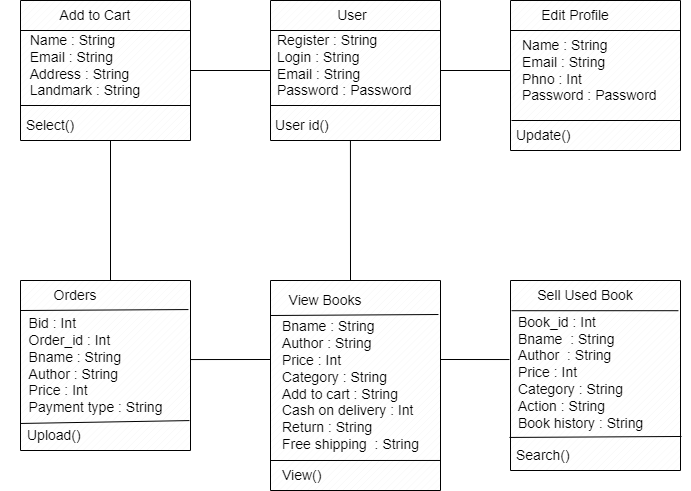 Add to Cart
Name : String
Email : String
Address : String
Landmark : String
Select()
User
Register : String
Login : String
Email : String
Password : Password
User id()
Edit Profile
Name : String
Email : String
Phno : Int
Password : Password
Update()
Orders
Bid : Int
Order_id : Int
Bname : String
Author : String
Price : Int
Payment type : String
Upload()
View Books
Bname : String
Author : String
Price : Int
Category : String
Add to cart : String
Cash on delivery : Int
Return : String
Free shipping  : String
View()
Sell Used Book
Book_id : Int
Bname  : String
Author  : String
Price : Int
Category : String
Action : String
Book history : String
Search()